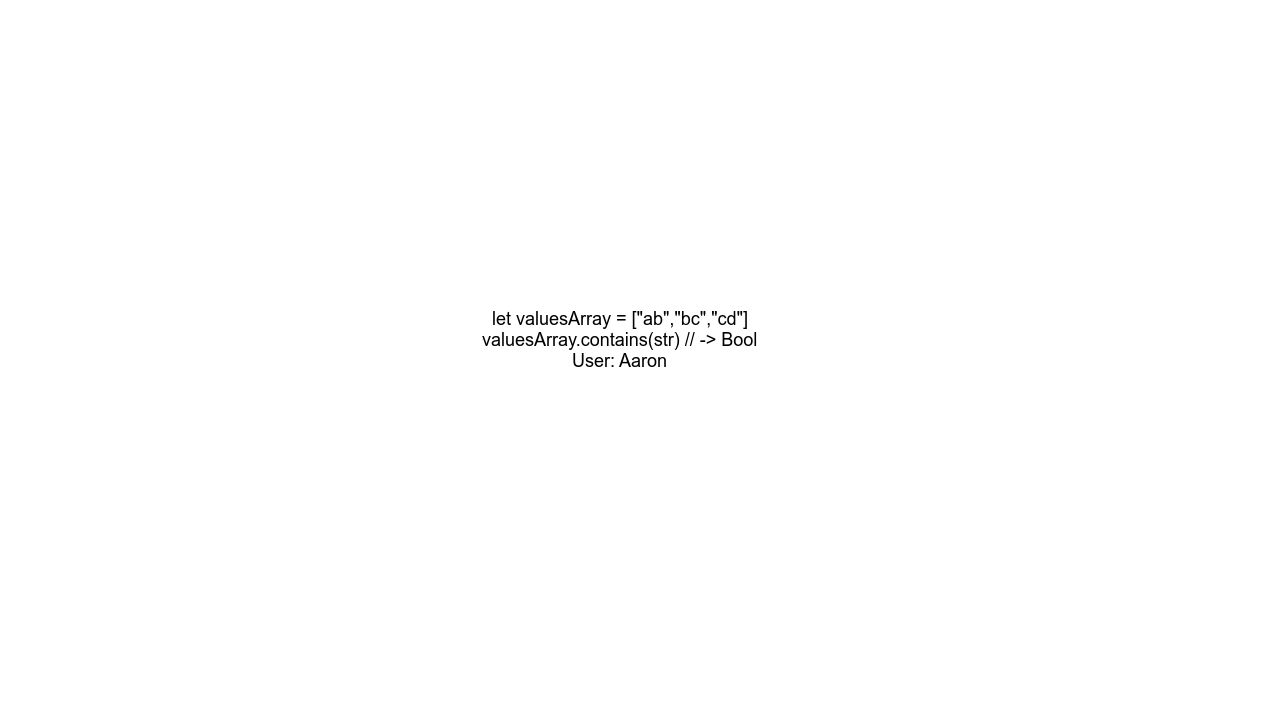 let valuesArray = ["ab","bc","cd"]
valuesArray.contains(str) // -> Bool
User: Aaron